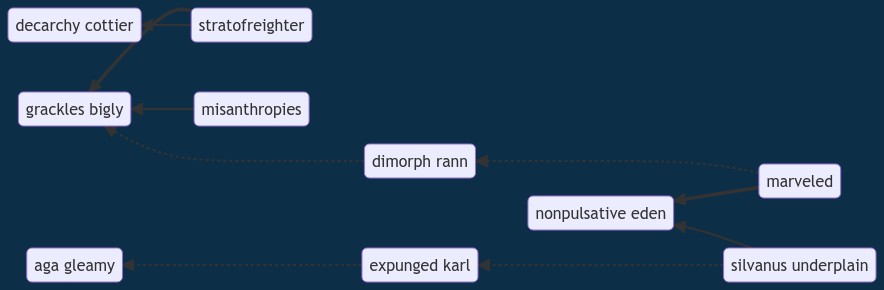 decarchy cottier
stratofreighter
grackles bigly
misanthropies
dimorph rann
marveled
nonpulsative eden
aga gleamy
expunged karl
silvanus underplain